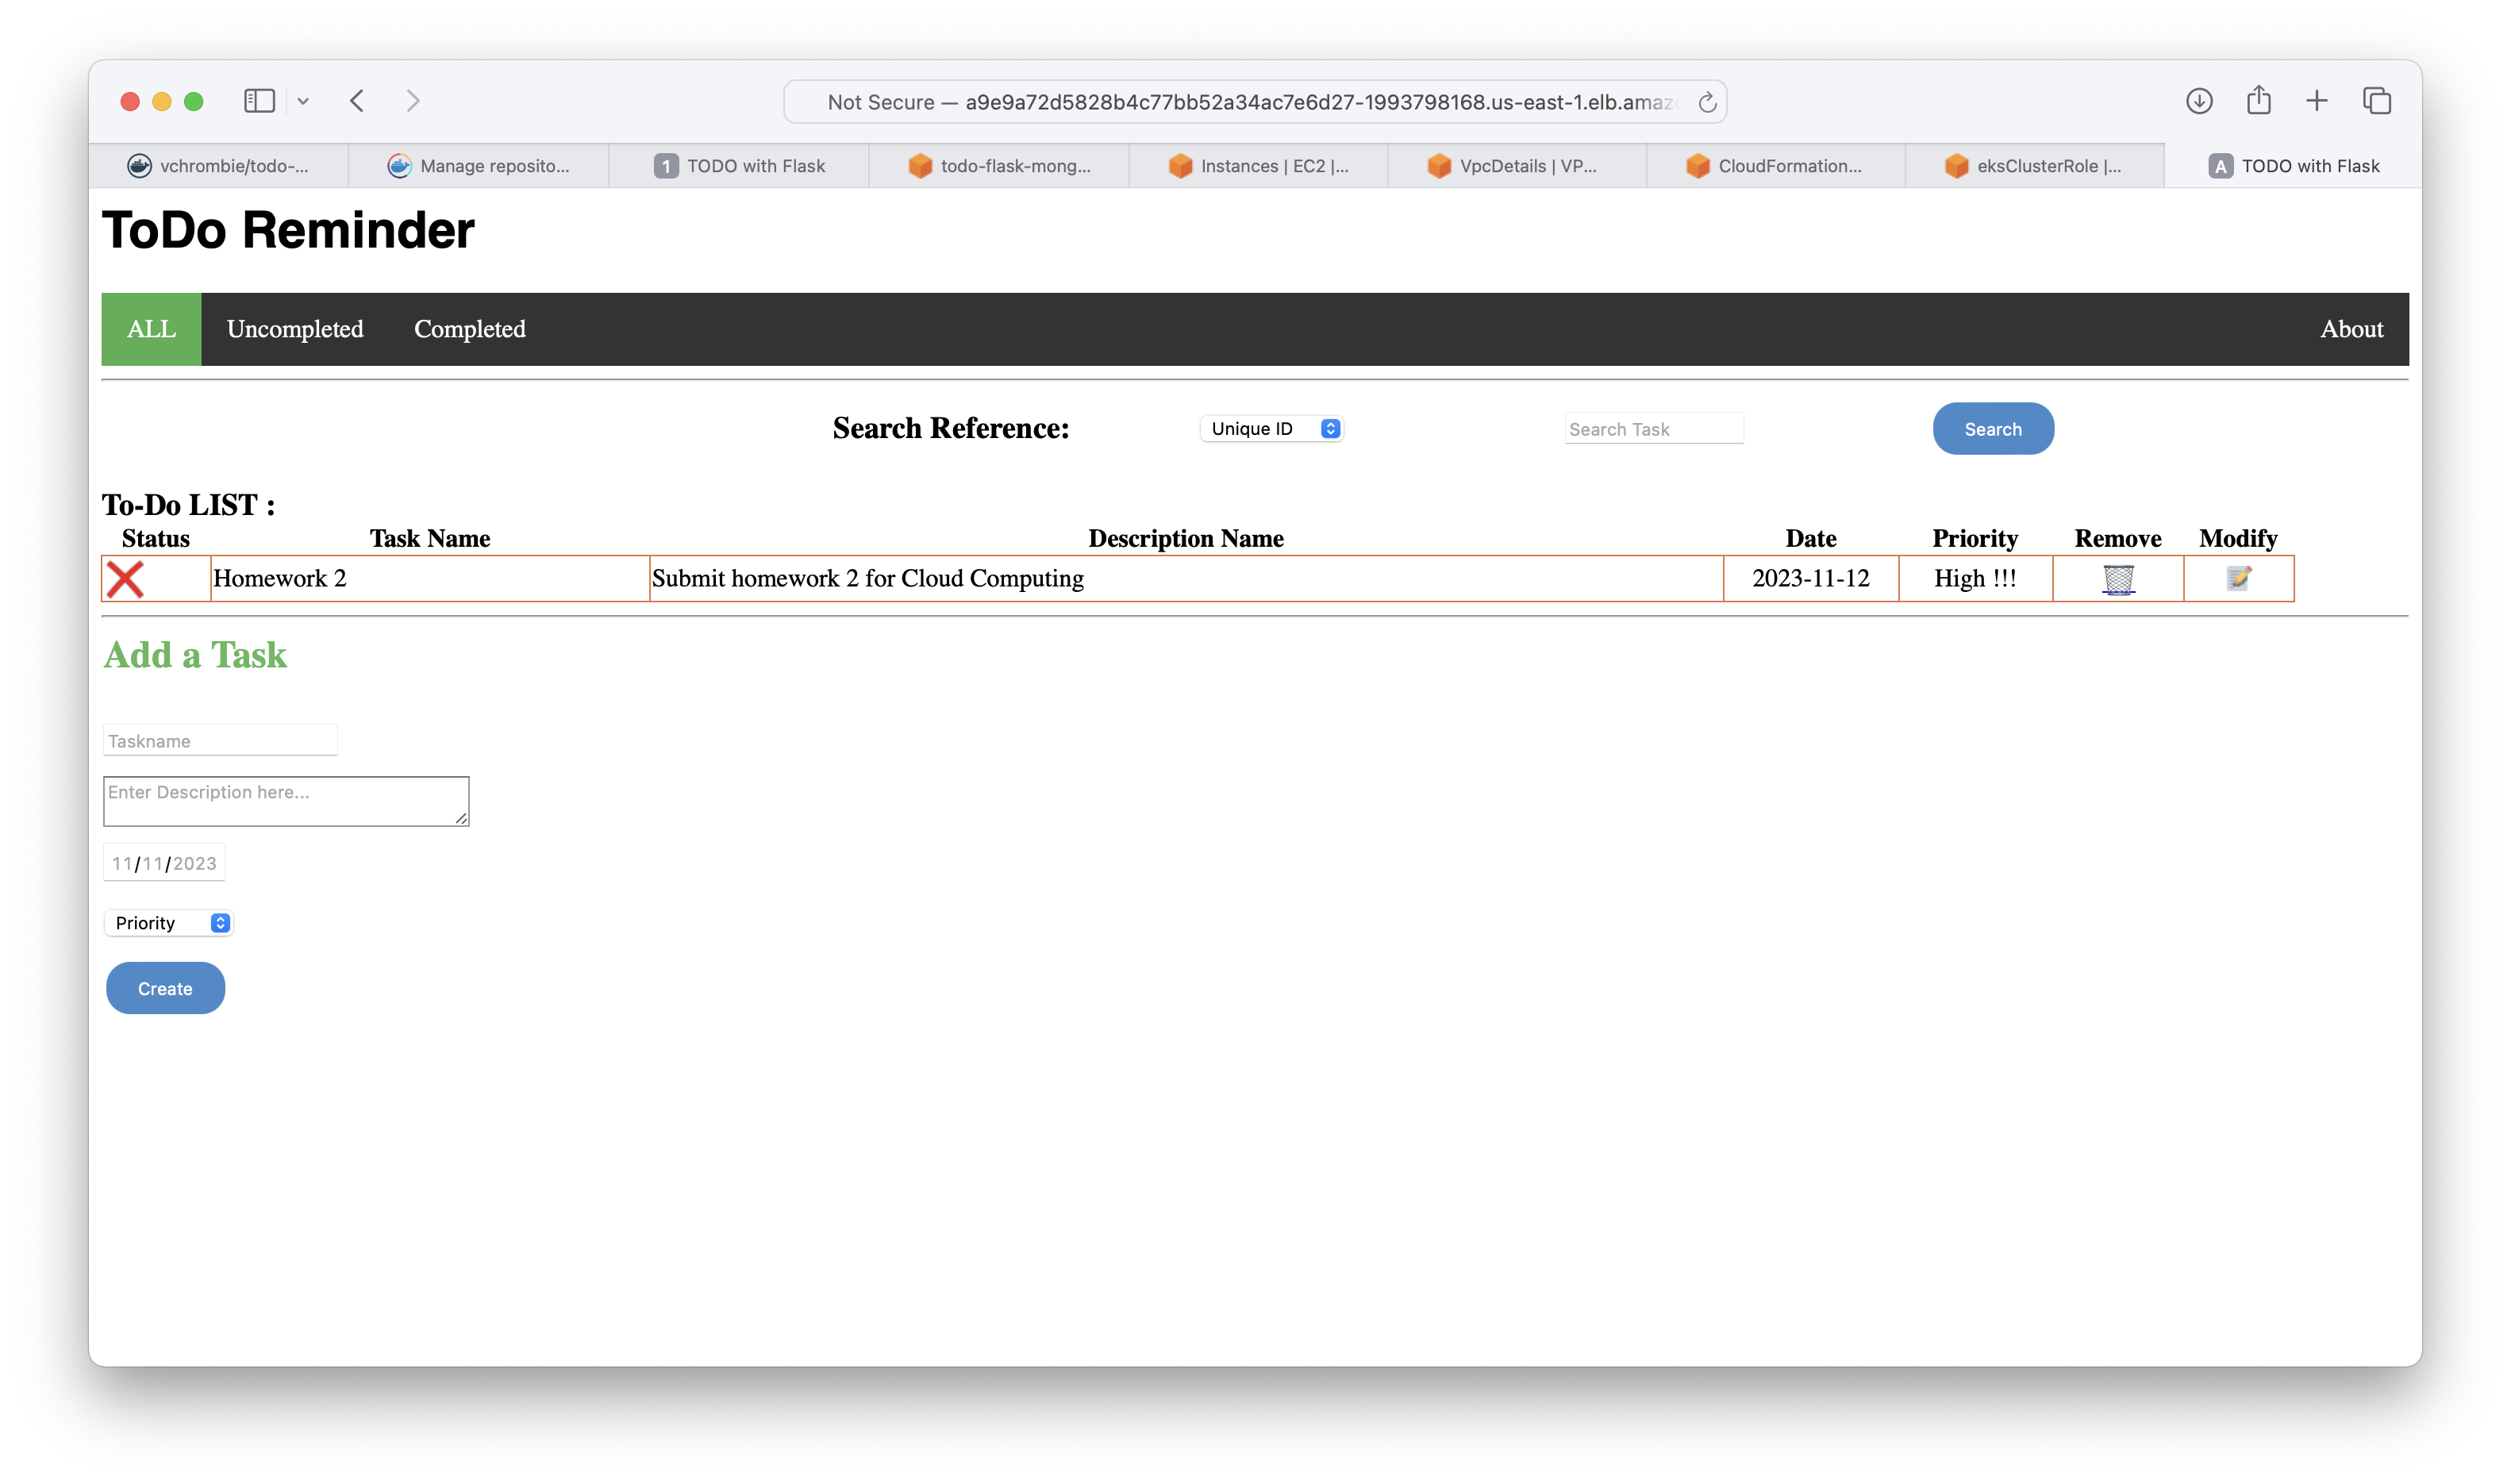 Not Secure — a9e9a72d5828b4c77bb52a34ac7e6d27-1993798168.us-east-1.elb.amaz
vchrombie/todo-... Manage reposito... 1 TODO with Flask todo-flask-mong... Instances | EC2 |... VpcDetails | VP... CloudFormation... eksClusterRole |... A TODO with Flask
ToDo Reminder
ALL Uncompleted Completed About
Search Reference: Unique ID Search Task Search
To-Do LIST :
Status Task Name Description Name Date Priority Remove Modify
Homework 2 Submit homework 2 for Cloud Computing 2023-11-12 High !!!
Add a Task
Taskname
Enter Description here...
11/11/2023
Priority
Create